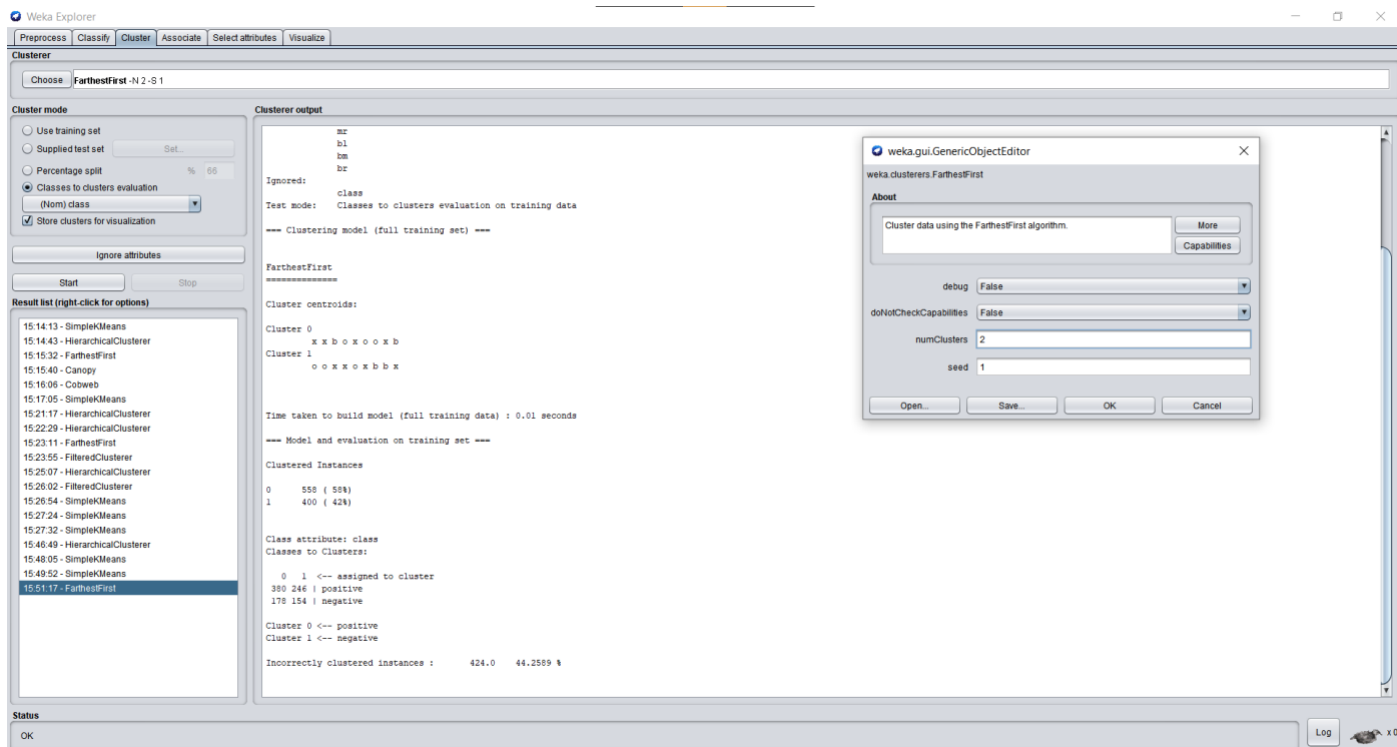 Weka Explorer
Preprocess Classify Cluster Associate Select attributes Visualize
Clusterer
Choose FarthestFirst -N 2 -S 1
Cluster mode
Use training set
Supplied test set Set...
Percentage split % 66
Classes to clusters evaluation
(Nom) class
Store clusters for visualization
Ignore attributes
Start Stop
Result list (right-click for options)
15:14:13 - SimpleKMeans
15:14:43 - HierarchicalClusterer
15:15:32 - FarthestFirst
15:15:40 - Canopy
15:16:06 - Cobweb
15:17:05 - SimpleKMeans
15:21:17 - HierarchicalClusterer
15:22:29 - HierarchicalClusterer
15:23:11 - FarthestFirst
15:23:55 - FilteredClusterer
15:25:07 - HierarchicalClusterer
15:26:02 - FilteredClusterer
15:26:54 - SimpleKMeans
15:27:24 - SimpleKMeans
15:27:32 - SimpleKMeans
15:46:49 - HierarchicalClusterer
15:48:05 - SimpleKMeans
15:49:52 - SimpleKMeans
15:51:17 - FarthestFirst
Clusterer output
mr
bl
bm
br
Ignored:
class
Test mode: Classes to clusters evaluation on training data
=== Clustering model (full training set) ===
FarthestFirst
==============
Cluster centroids:
Cluster 0
x x b o x o o x b
Cluster 1
o o x x o x b b x
Time taken to build model (full training data) : 0.01 seconds
=== Model and evaluation on training set ===
Clustered Instances
0 558 ( 58%)
1 400 ( 42%)
Class attribute: class
Classes to Clusters:
0 1 <-- assigned to cluster
380 246 | positive
178 154 | negative
Cluster 0 <-- positive
Cluster 1 <-- negative
Incorrectly clustered instances : 424.0 44.2589 %
weka.gui.GenericObjectEditor
weka.clusterers.FarthestFirst
About
Cluster data using the FarthestFirst algorithm.
More
Capabilities
debug False
doNotCheckCapabilities False
numClusters 2
seed 1
Open... Save... OK Cancel
Status
OK
Log
x 0